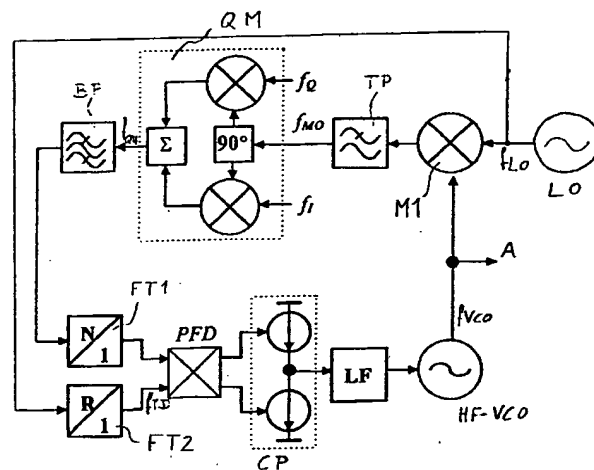 QM
BF
fQ
TP
fM0
Σ
90°
fLO
LO
M1
fI
A
fVCO
FT1
N
1
PFD
R
1
FT2
CP
LF
HF-VCO